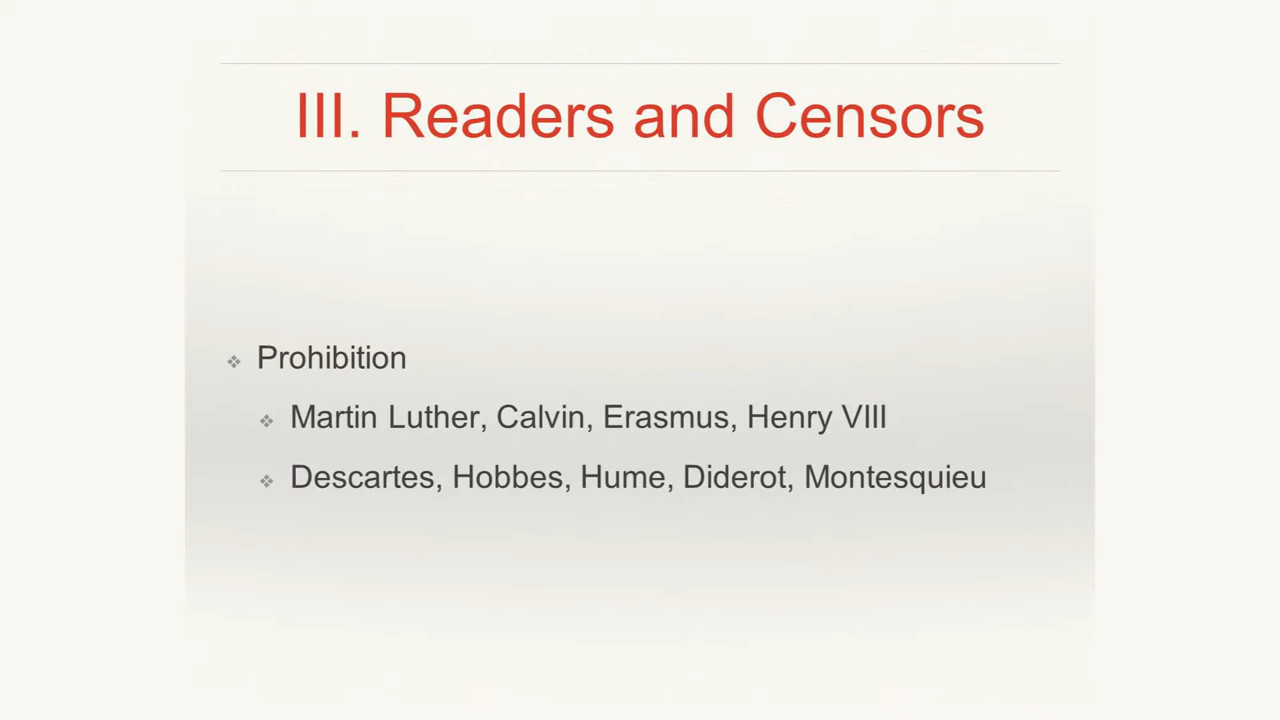 III. Readers and Censors
❖ Prohibition
❖ Martin Luther, Calvin, Erasmus, Henry VIII
❖ Descartes, Hobbes, Hume, Diderot, Montesquieu